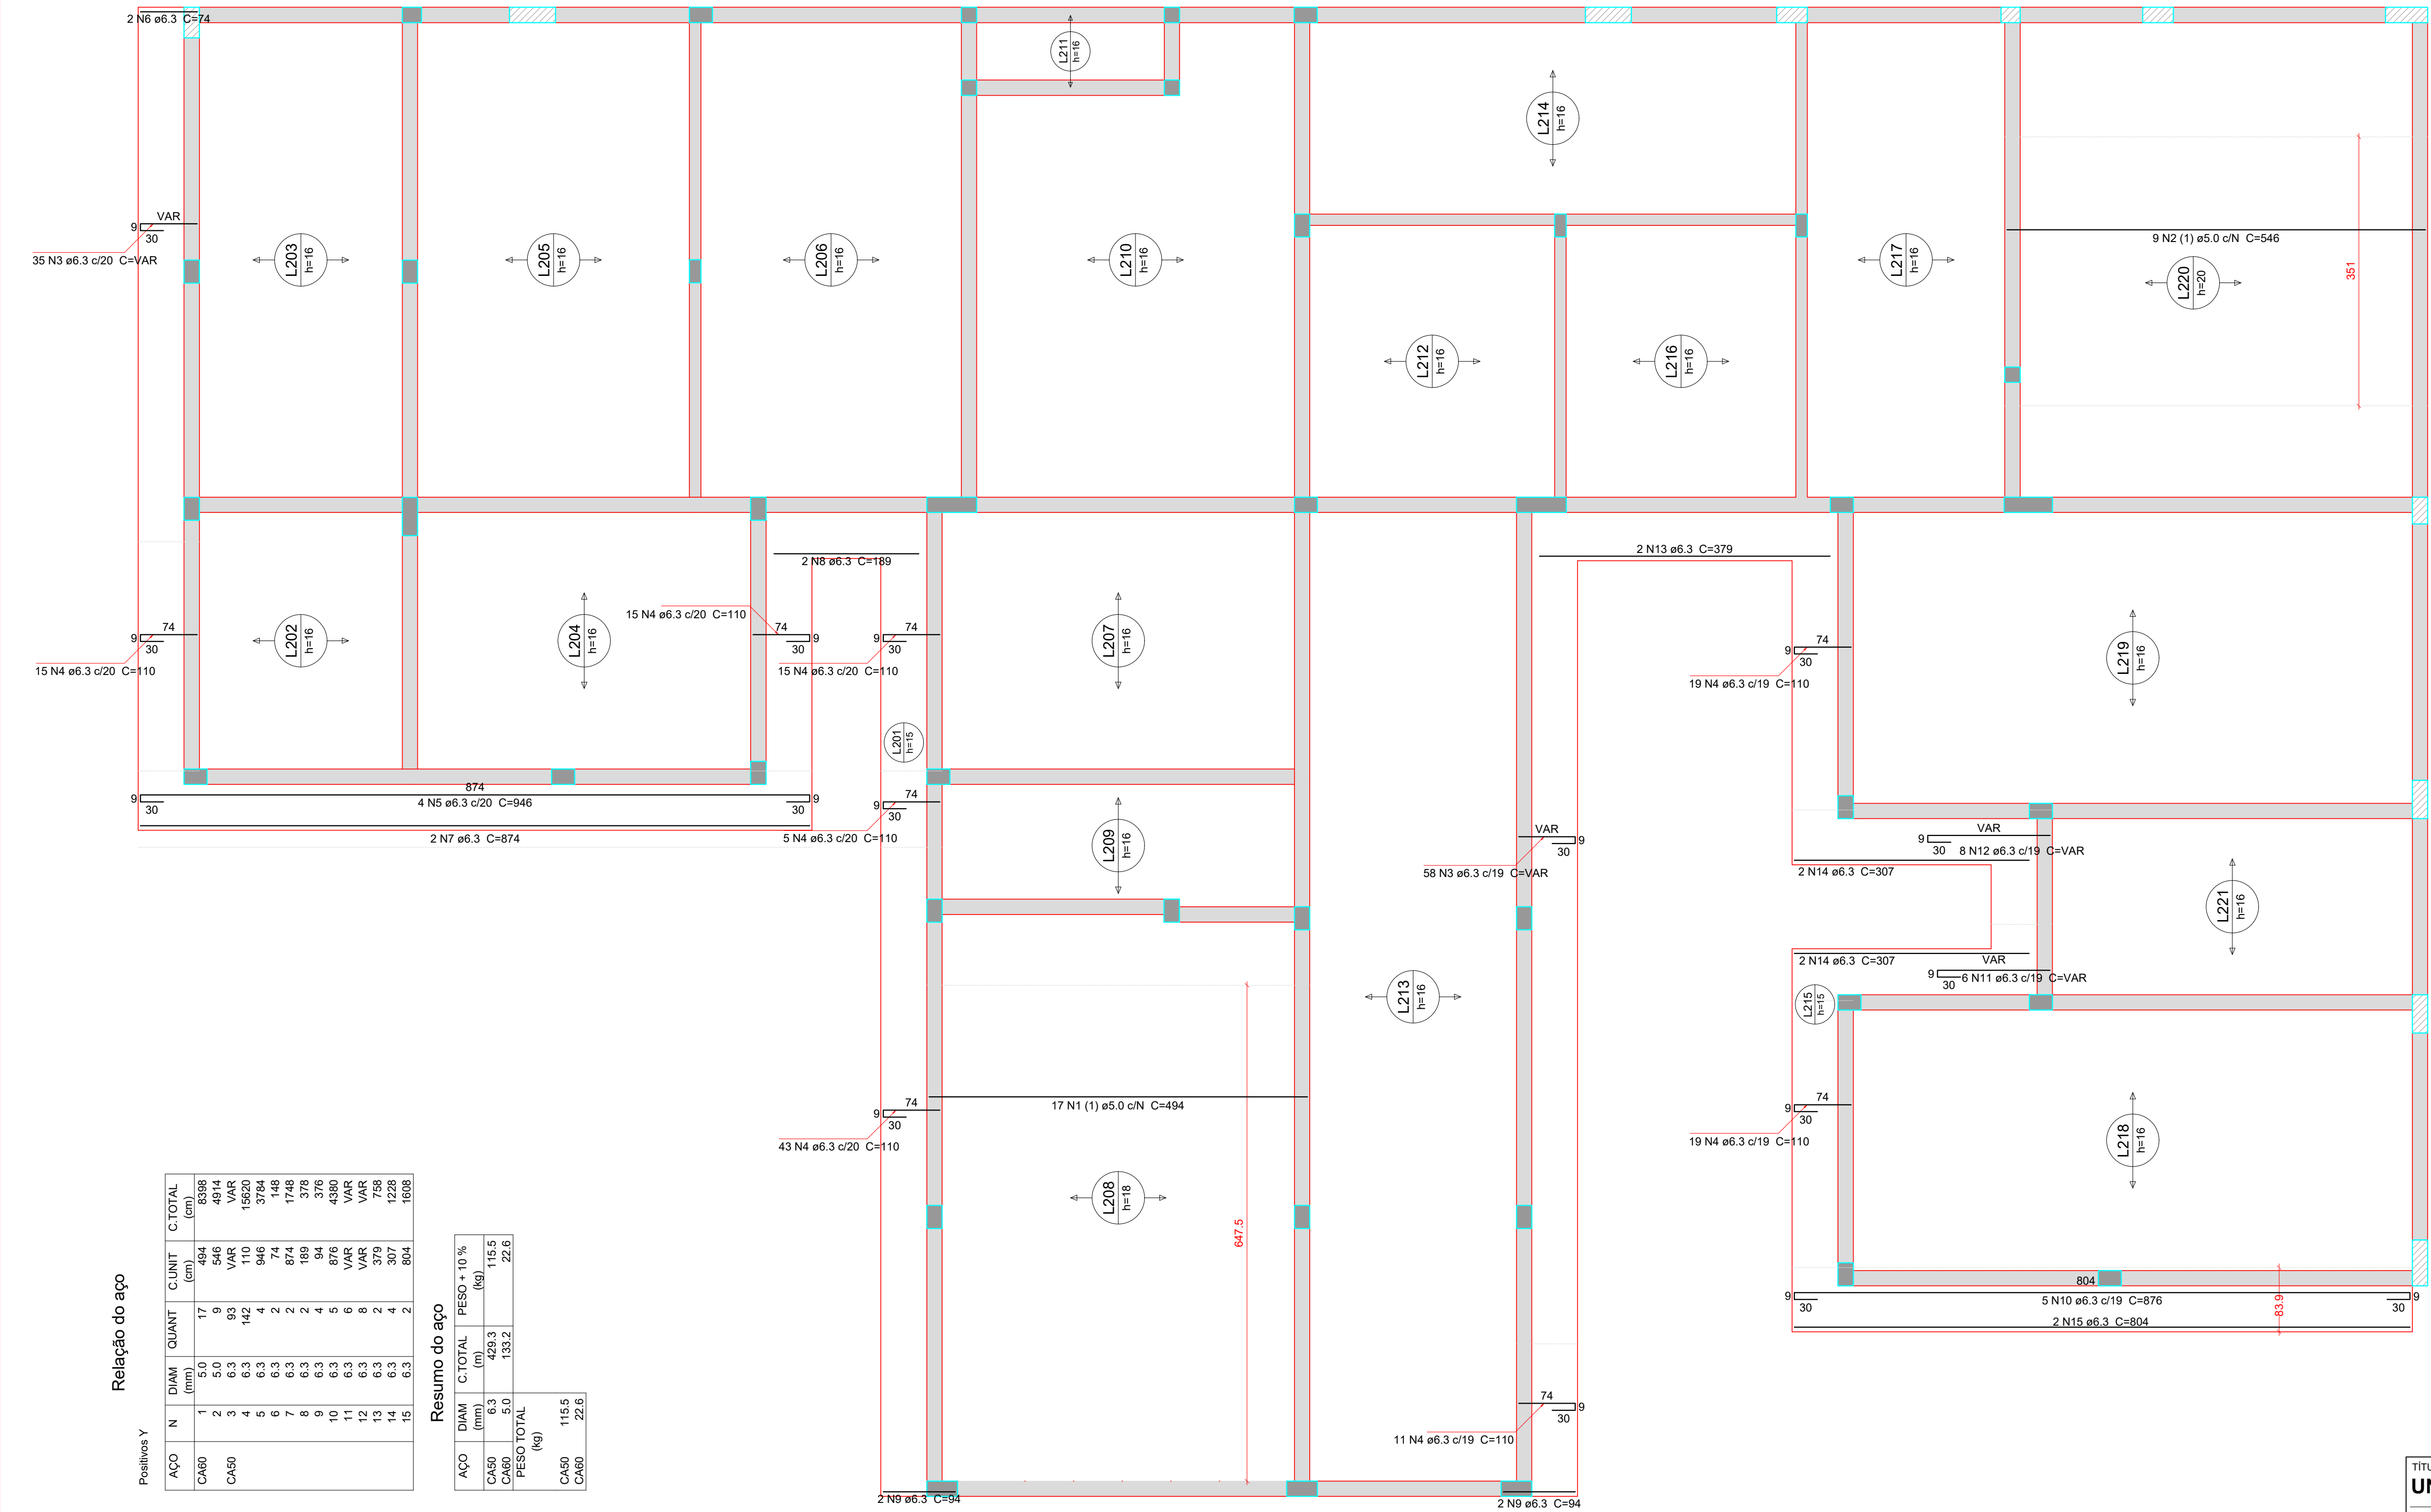 2 N6 ø6.3 C=74
L211
h=16
L214
h=16
VAR
9
30
35 N3 ø6.3 c/20 C=VAR
L203
h=16
L205
h=16
L206
h=16
L210
h=16
L217
h=16
9 N2 (1) ø5.0 c/N C=546
L220
h=20
351
L212
h=16
L216
h=16
2 N8 ø6.3 C=189
2 N13 ø6.3 C=379
74
9
30
15 N4 ø6.3 c/20 C=110
L202
h=16
L204
h=16
15 N4 ø6.3 c/20 C=110
74
9
30
74
9
30
15 N4 ø6.3 c/20 C=110
L207
h=16
74
9
30
19 N4 ø6.3 c/19 C=110
L219
h=16
L201
h=15
874
9
30
4 N5 ø6.3 c/20 C=946
9
30
2 N7 ø6.3 C=874
74
9
30
5 N4 ø6.3 c/20 C=110
L209
h=16
VAR
9
30
58 N3 ø6.3 c/19 C=VAR
VAR
9
30
8 N12 ø6.3 c/19 C=VAR
2 N14 ø6.3 C=307
L221
h=16
2 N14 ø6.3 C=307
VAR
9
30
6 N11 ø6.3 c/19 C=VAR
L215
h=15
L213
h=16
74
9
30
43 N4 ø6.3 c/20 C=110
17 N1 (1) ø5.0 c/N C=494
L208
h=18
647.5
74
9
30
19 N4 ø6.3 c/19 C=110
L218
h=16
804
9
30
5 N10 ø6.3 c/19 C=876
9
30
83.9
2 N15 ø6.3 C=804
74
9
30
11 N4 ø6.3 c/19 C=110
2 N9 ø6.3 C=94
2 N9 ø6.3 C=94
Relação do aço
Positivos Y
AÇO N DIAM (mm) QUANT C.UNIT (cm) C.TOTAL (cm)
CA60 1 5.0 17 494 8398
2 5.0 9 546 4914
CA50 3 6.3 93 VAR VAR
4 6.3 142 110 15620
5 6.3 4 946 3784
6 6.3 2 74 148
7 6.3 2 874 1748
8 6.3 2 189 378
9 6.3 4 94 376
10 6.3 5 876 4380
11 6.3 6 VAR VAR
12 6.3 8 VAR VAR
13 6.3 2 379 758
14 6.3 4 307 1228
15 6.3 2 804 1608
Resumo do aço
AÇO DIAM (mm) C.TOTAL (m) PESO + 10 % (kg)
CA50 6.3 429.3 115.5
CA60 5.0 133.2 22.6
PESO TOTAL
(kg)
CA50 115.5
CA60 22.6